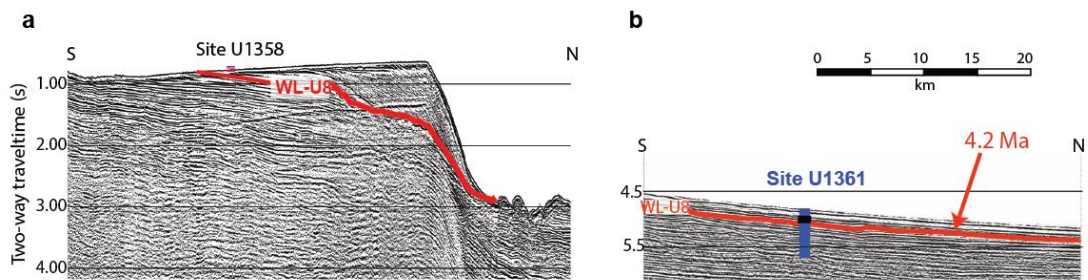 a
S
Site U1358
N
1.00
2.00
3.00
4.00
Two-way traveltime (s)
WL-U8
b
0 5 10 15 20
km
S
N
4.2 Ma
Site U1361
4.5
WL-U8
5.5